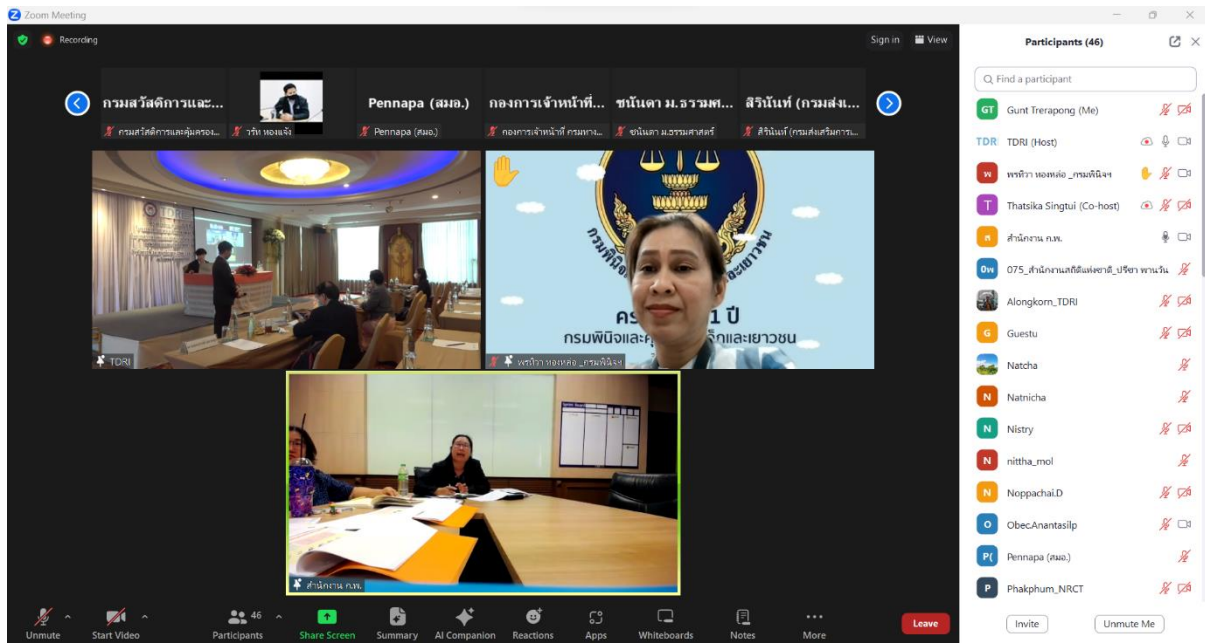 Zoom Meeting
Recording
Sign in
View
กรมสวัสดิการและ...
Pennapa (สมอ.)
กองการเจ้าหน้าที่...
ชนันดา ม.ธรรมศ...
สิรินันท์ (กรมส่งเ...
กรมสวัสดิการและคุ้มครอง...
วรัท ทองแจ้ง
Pennapa (สมอ.)
กองการเจ้าหน้าที่ กรมทาง...
ชนันดา ม.ธรรมศาสตร์
สิรินันท์ (กรมส่งเสริมการ...
TDRI
TDRI
1 ปี
กรมพินิจและคุ
ด็กและเยาวชน
พรทิวา ทองหล่อ _กรมพินิจฯ
สำนักงาน ก.พ.
Participants (46)
Find a participant
GT
Gunt Trerapong (Me)
TDR
TDRI (Host)
พ
พรทิวา ทองหล่อ _กรมพินิจฯ
T
Thatsika Singtui (Co-host)
ส
สำนักงาน ก.พ.
075_สำนักงานสถิติแห่งชาติ_ปรีชา พานวัน
Alongkorn_TDRI
G
Guestu
Natcha
N
Natnicha
N
Nistry
N
nittha_mol
N
Noppachai.D
O
Obec.Anantasilp
P(
Pennapa (สมอ.)
P
Phakphum_NRCT
Invite
Unmute Me
Unmute
Start Video
46
Participants
Share Screen
Summary
AI Companion
Reactions
Apps
Whiteboards
Notes
More
Leave